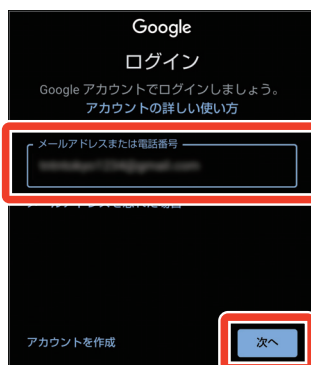 Google
ログイン
Google アカウントでログインしましょう。
アカウントの詳しい使い方
メールアドレスまたは電話番号
アカウントを作成
次へ